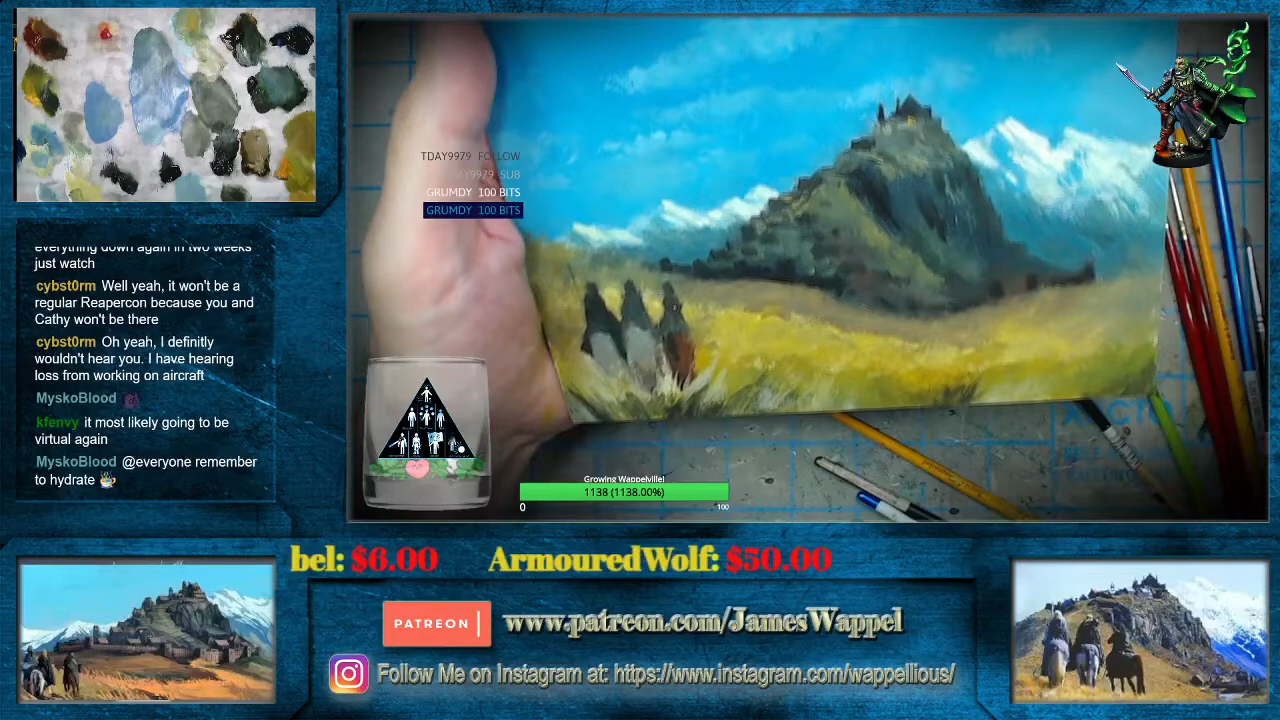 everything down again in two weeks
just watch
cybst0rm Well yeah, it won't be a
regular Reapercon because you and
Cathy won't be there
cybst0rm Oh yeah, I definitly
wouldn't hear you. I have hearing
loss from working on aircraft
MyskoBlood
kfenvy it most likely going to be
virtual again
MyskoBlood @everyone remember
to hydrate
TDAY9979 FOLLOW
SUB
GRUMDY 100 BITS
GRUMDY 100 BITS
Growing Wappelville!
1138 (1138.00%)
0 100
bel: $6.00 ArmouredWolf: $50.00
PATREON
www.patreon.com/JamesWappel
Follow Me on Instagram at: https://www.instagram.com/wappellious/